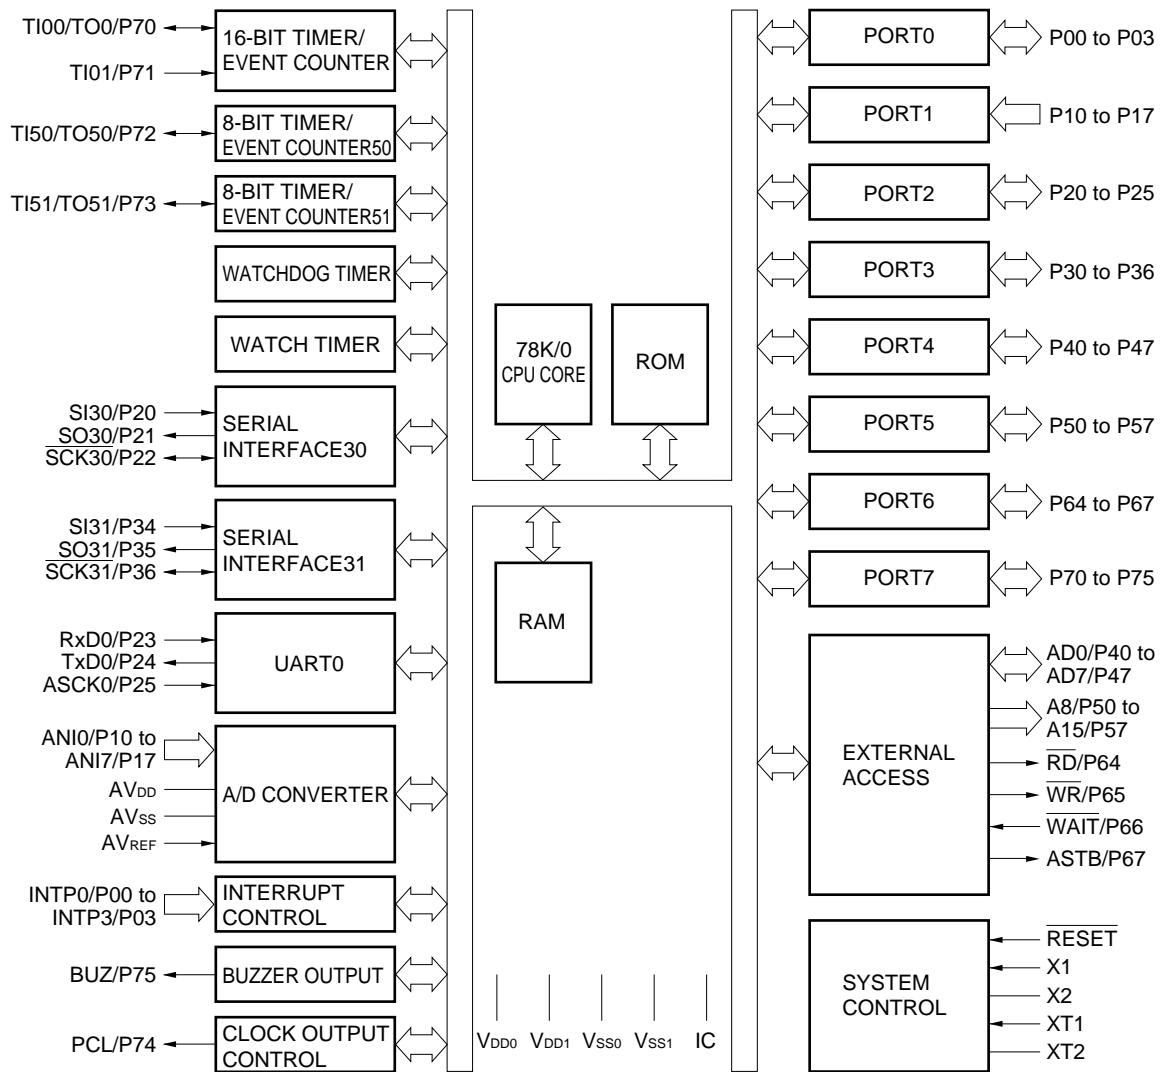 TI00/TO0/P70
TI01/P71
16-BIT TIMER/
EVENT COUNTER
TI50/TO50/P72
8-BIT TIMER/
EVENT COUNTER50
TI51/TO51/P73
8-BIT TIMER/
EVENT COUNTER51
WATCHDOG TIMER
WATCH TIMER
SI30/P20
SO30/P21
S̅C̅K̅3̅0̅/P22
SERIAL
INTERFACE30
SI31/P34
SO31/P35
S̅C̅K̅3̅1̅/P36
SERIAL
INTERFACE31
RxD0/P23
TxD0/P24
ASCK0/P25
UART0
ANI0/P10 to
ANI7/P17
AVDD
AVSS
AVREF
A/D CONVERTER
INTP0/P00 to
INTP3/P03
INTERRUPT
CONTROL
BUZ/P75
BUZZER OUTPUT
PCL/P74
CLOCK OUTPUT
CONTROL
78K/0
CPU CORE
ROM
RAM
VDD0 VDD1 VSS0 VSS1 IC
PORT0
P00 to P03
PORT1
P10 to P17
PORT2
P20 to P25
PORT3
P30 to P36
PORT4
P40 to P47
PORT5
P50 to P57
PORT6
P64 to P67
PORT7
P70 to P75
EXTERNAL
ACCESS
AD0/P40 to
AD7/P47
A8/P50 to
A15/P57
R̅D̅/P64
W̅R̅/P65
W̅A̅I̅T̅/P66
ASTB/P67
SYSTEM
CONTROL
R̅E̅S̅E̅T̅
X1
X2
XT1
XT2